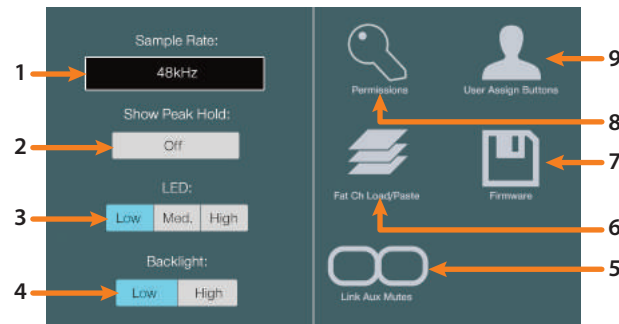 Sample Rate:
1
48kHz
Show Peak Hold:
2
Off
LED:
3
Low Med. High
Backlight:
4
Low High
Permissions
User Assign Buttons
9
8
Fat Ch Load/Paste
Firmware
7
6
Link Aux Mutes
5